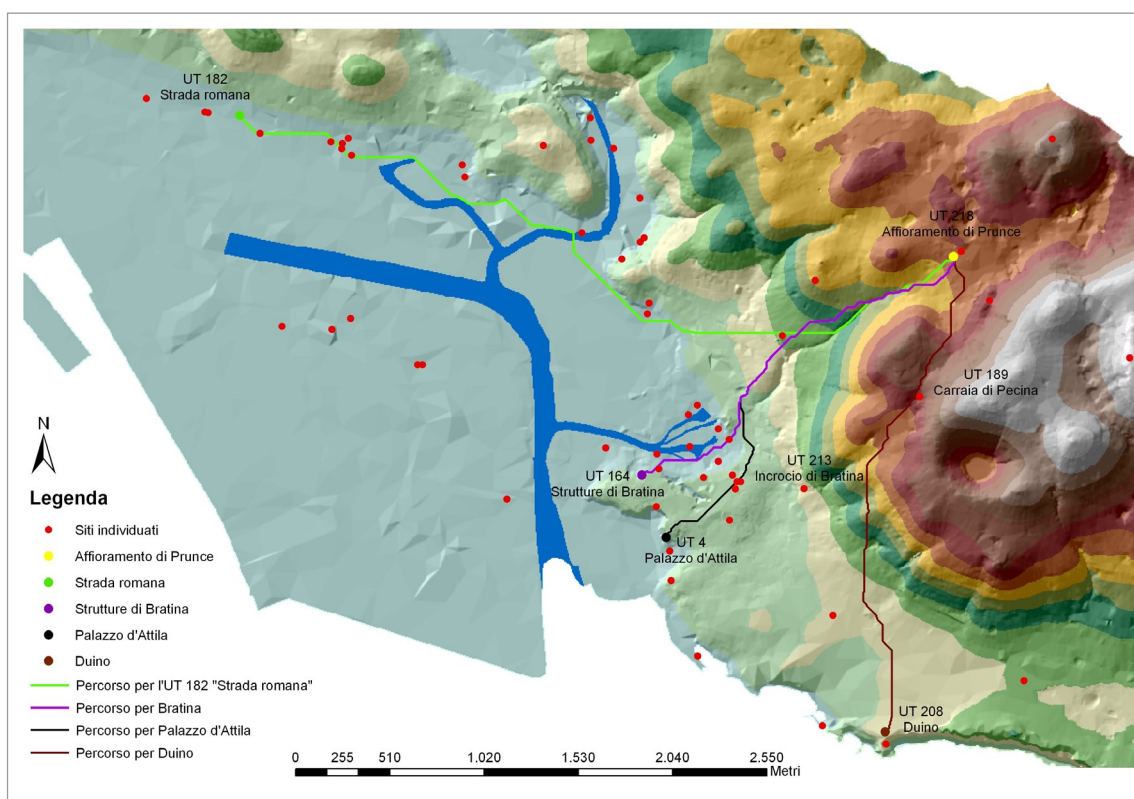 UT 182
Strada romana
UT 218
Affioramento di Prunce
UT 189
Carraia di Pecina
UT 213
Incrocio di Bratina
UT 164
Strutture di Bratina
UT 4
Palazzo d'Attila
UT 208
Duino
N
Legenda
Siti individuati
Affioramento di Prunce
Strada romana
Strutture di Bratina
Palazzo d'Attila
Duino
Percorso per l'UT 182 "Strada romana"
Percorso per Bratina
Percorso per Palazzo d'Attila
Percorso per Duino
0 255 510 1.020 1.530 2.040 2.550
Metri